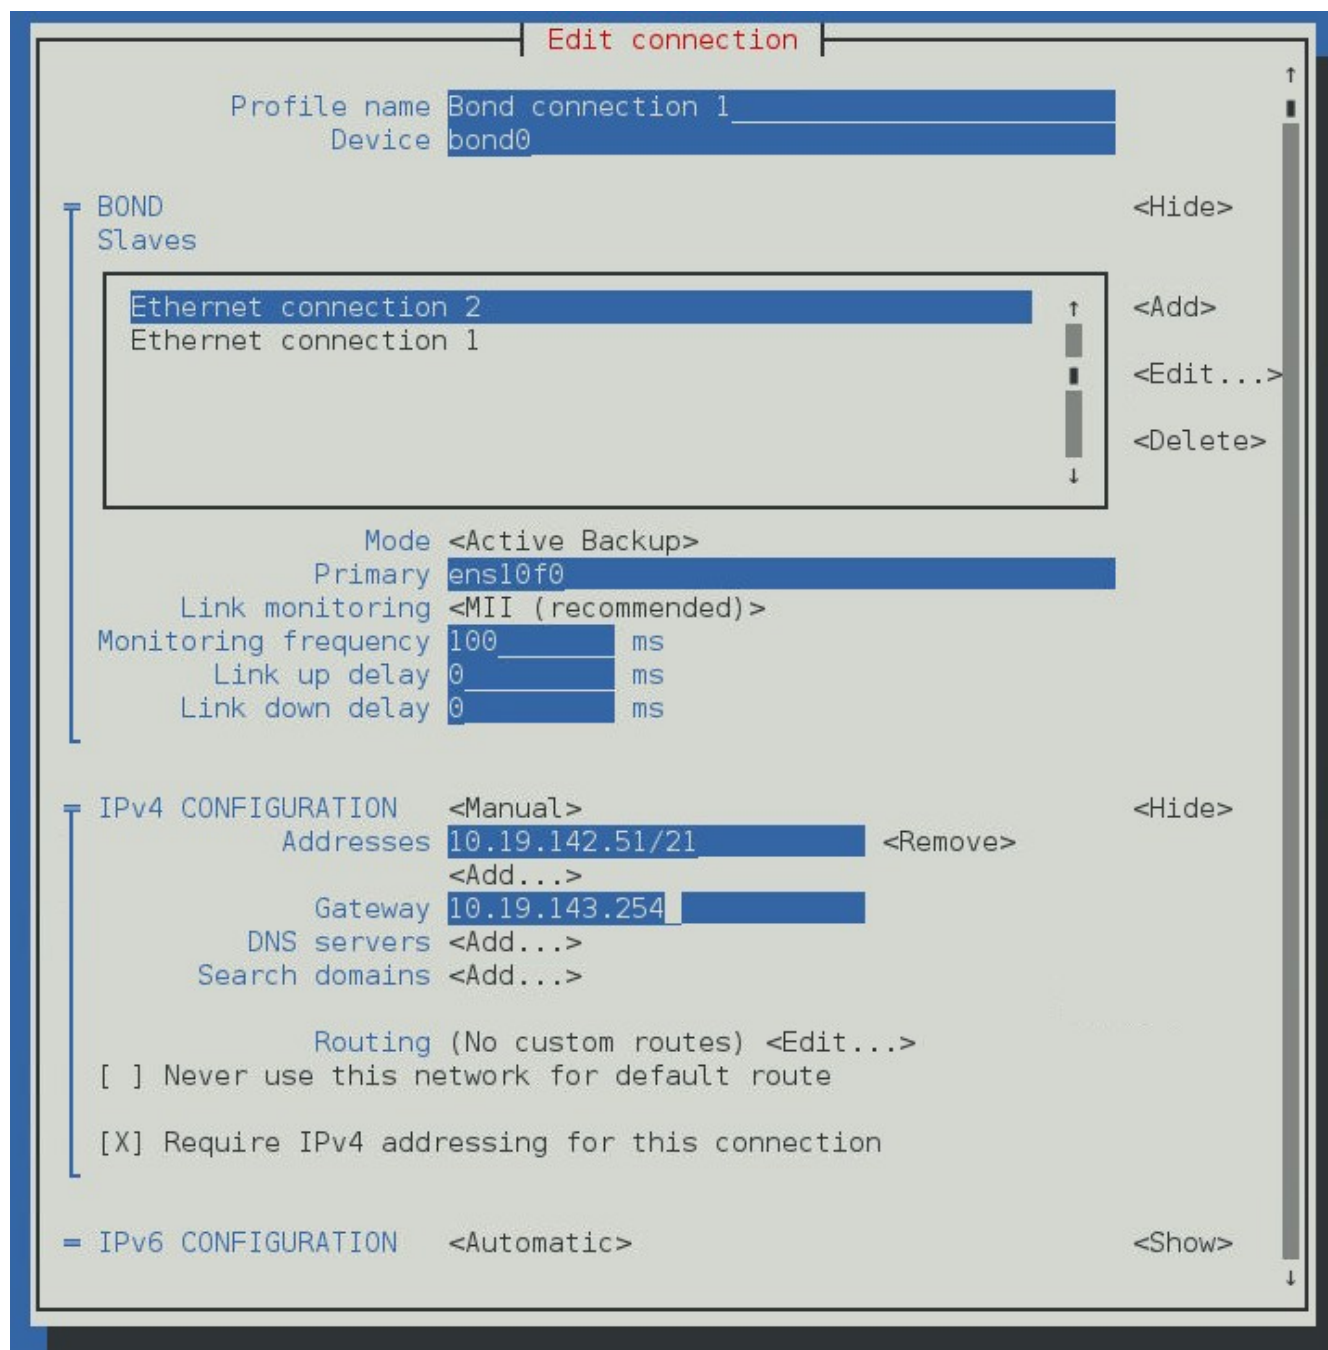 Edit connection
Profile name Bond connection 1
Device bond0
BOND <Hide>
Slaves
Ethernet connection 2 <Add>
Ethernet connection 1
<Edit...>
<Delete>
Mode <Active Backup>
Primary ens10f0
Link monitoring <MII (recommended)>
Monitoring frequency 100 ms
Link up delay 0 ms
Link down delay 0 ms
IPv4 CONFIGURATION <Manual> <Hide>
Addresses 10.19.142.51/21 <Remove>
<Add...>
Gateway 10.19.143.254
DNS servers <Add...>
Search domains <Add...>
Routing (No custom routes) <Edit...>
[ ] Never use this network for default route
[X] Require IPv4 addressing for this connection
IPv6 CONFIGURATION <Automatic> <Show>